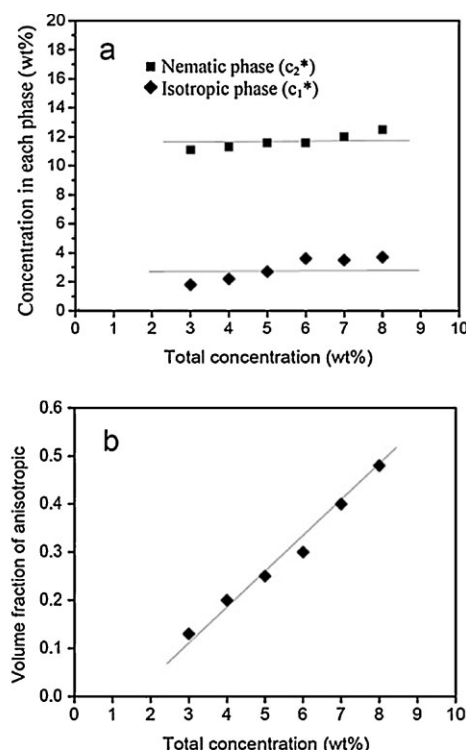 a
Nematic phase (c₂*)
Isotropic phase (c₁*)
Concentration in each phase (wt%)
20
18
16
14
12
10
8
6
4
2
0
0 1 2 3 4 5 6 7 8 9 10
Total concentration (wt%)
b
Volume fraction of anisotropic
0.6
0.5
0.4
0.3
0.2
0.1
0.0
0 1 2 3 4 5 6 7 8 9 10
Total concentration (wt%)